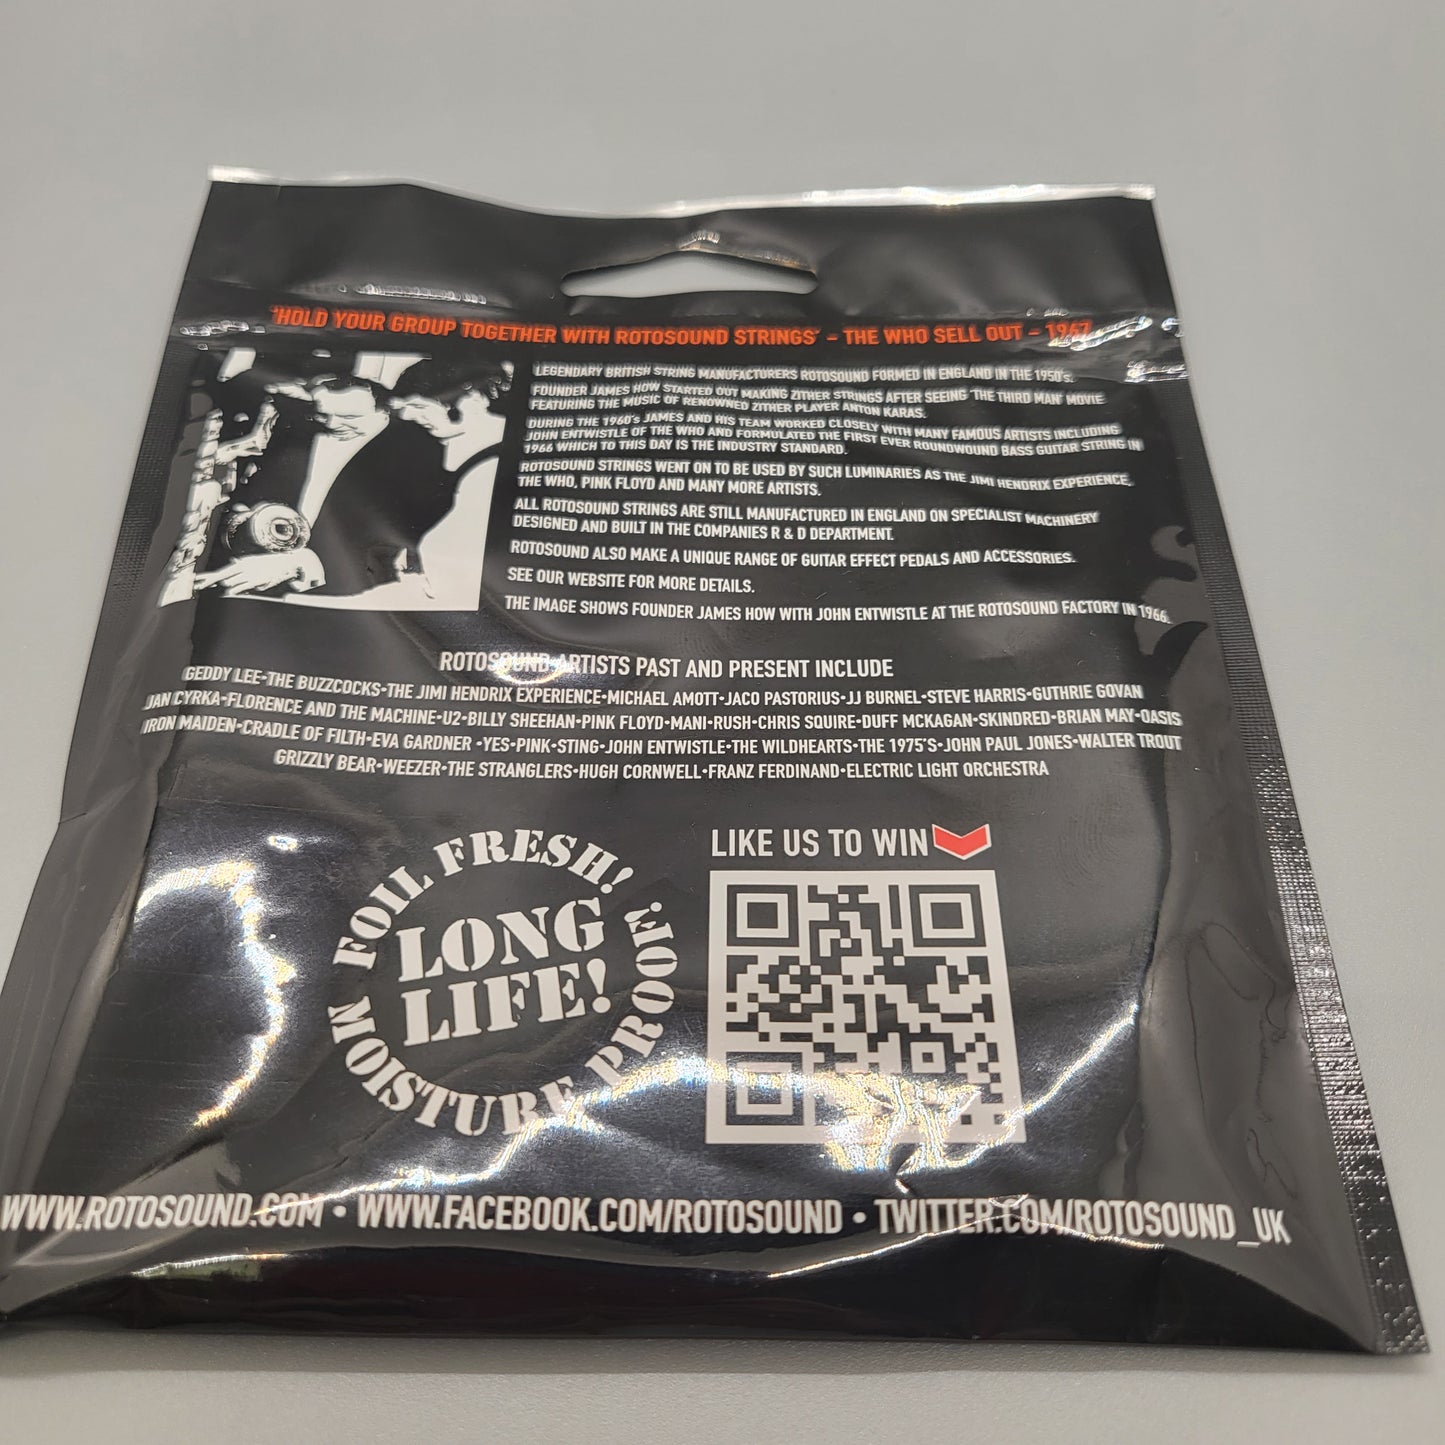 'HOLD YOUR GROUP TOGETHER WITH ROTOSOUND STRINGS' - THE WHO SELL OUT - 1967
LEGENDARY BRITISH STRING MANUFACTURERS ROTOSOUND FORMED IN ENGLAND IN THE 1950's.
FOUNDER JAMES HOW STARTED OUT MAKING ZITHER STRINGS AFTER SEEING 'THE THIRD MAN' MOVIE
FEATURING THE MUSIC OF RENOWNED ZITHER PLAYER ANTON KARAS.
DURING THE 1960's JAMES AND HIS TEAM WORKED CLOSELY WITH MANY FAMOUS ARTISTS INCLUDING
JOHN ENTWISTLE OF THE WHO AND FORMULATED THE FIRST EVER ROUNDWOUND BASS GUITAR STRING IN
1966 WHICH TO THIS DAY IS THE INDUSTRY STANDARD.
ROTOSOUND STRINGS WENT ON TO BE USED BY SUCH LUMINARIES AS THE JIMI HENDRIX EXPERIENCE,
THE WHO, PINK FLOYD AND MANY MORE ARTISTS.
ALL ROTOSOUND STRINGS ARE STILL MANUFACTURED IN ENGLAND ON SPECIALIST MACHINERY
DESIGNED AND BUILT IN THE COMPANIES R & D DEPARTMENT.
ROTOSOUND ALSO MAKE A UNIQUE RANGE OF GUITAR EFFECT PEDALS AND ACCESSORIES.
SEE OUR WEBSITE FOR MORE DETAILS.
THE IMAGE SHOWS FOUNDER JAMES HOW WITH JOHN ENTWISTLE AT THE ROTOSOUND FACTORY IN 1966.
ROTOSOUND ARTISTS PAST AND PRESENT INCLUDE
GEDDY LEE•THE BUZZCOCKS•THE JIMI HENDRIX EXPERIENCE•MICHAEL AMOTT•JACO PASTORIUS•JJ BURNEL•STEVE HARRIS•GUTHRIE GOVAN
JAN CYRKA•FLORENCE AND THE MACHINE•U2•BILLY SHEEHAN•PINK FLOYD•MANI•RUSH•CHRIS SQUIRE•DUFF MCKAGAN•SKINDRED•BRIAN MAY•OASIS
IRON MAIDEN•CRADLE OF FILTH•EVA GARDNER •YES•PINK•STING•JOHN ENTWISTLE•THE WILDHEARTS•THE 1975'S•JOHN PAUL JONES•WALTER TROUT
GRIZZLY BEAR•WEEZER•THE STRANGLERS•HUGH CORNWELL•FRANZ FERDINAND•ELECTRIC LIGHT ORCHESTRA
FOIL FRESH!
LONG
LIFE!
MOISTURE PROOF!
LIKE US TO WIN
WWW.ROTOSOUND.COM • WWW.FACEBOOK.COM/ROTOSOUND • TWITTER.COM/ROTOSOUND_UK